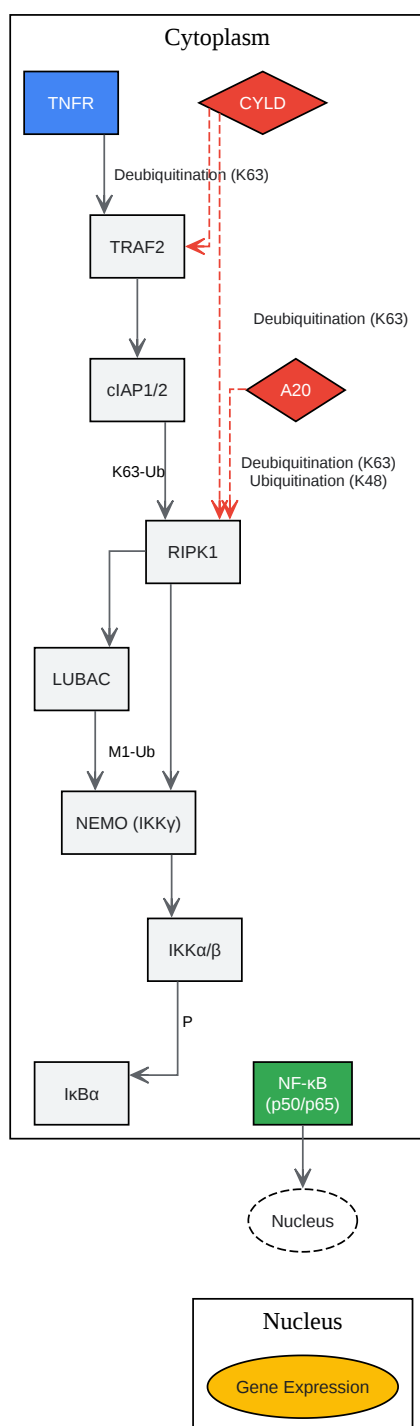 Cytoplasm
TNFR
CYLD
Deubiquitination (K63)
TRAF2
Deubiquitination (K63)
cIAP1/2
A20
K63-Ub
Deubiquitination (K63)
Ubiquitination (K48)
RIPK1
LUBAC
M1-Ub
NEMO (IKKγ)
IKKα/β
P
IκBα
NF-κB
(p50/p65)
Nucleus
Nucleus
Gene Expression